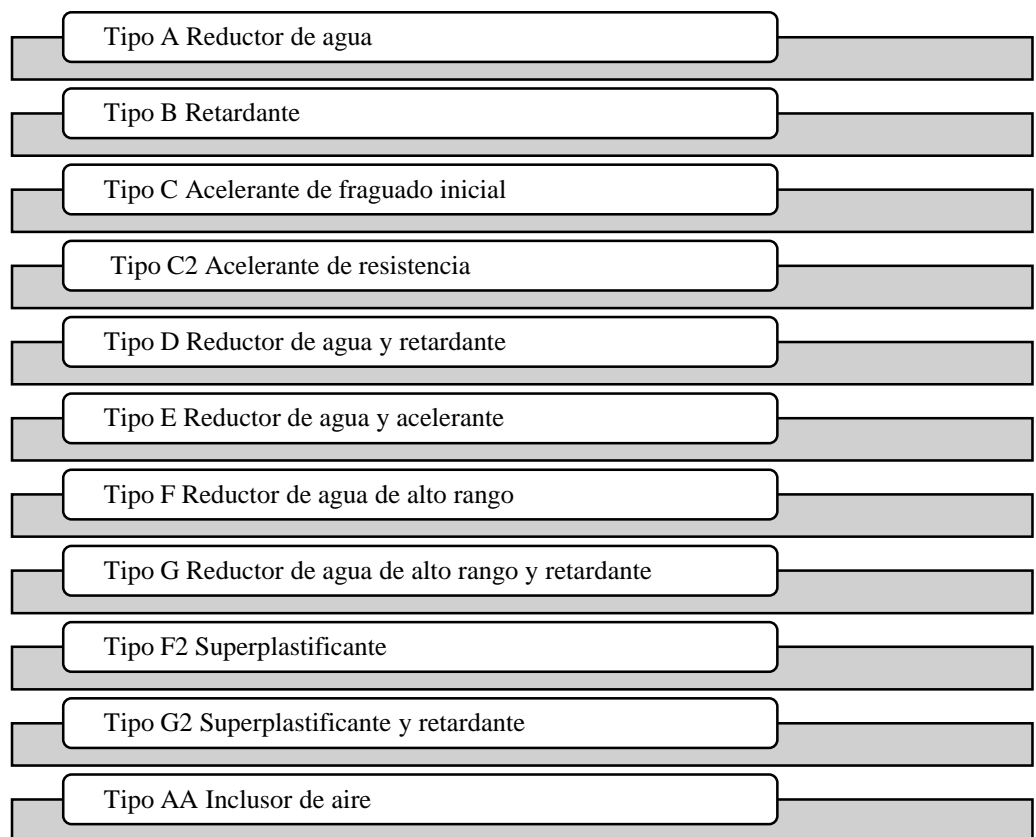 Tipo A Reductor de agua
Tipo B Retardante
Tipo C Acelerante de fraguado inicial
Tipo C2 Acelerante de resistencia
Tipo D Reductor de agua y retardante
Tipo E Reductor de agua y acelerante
Tipo F Reductor de agua de alto rango
Tipo G Reductor de agua de alto rango y retardante
Tipo F2 Superplastificante
Tipo G2 Superplastificante y retardante
Tipo AA Inclusor de aire